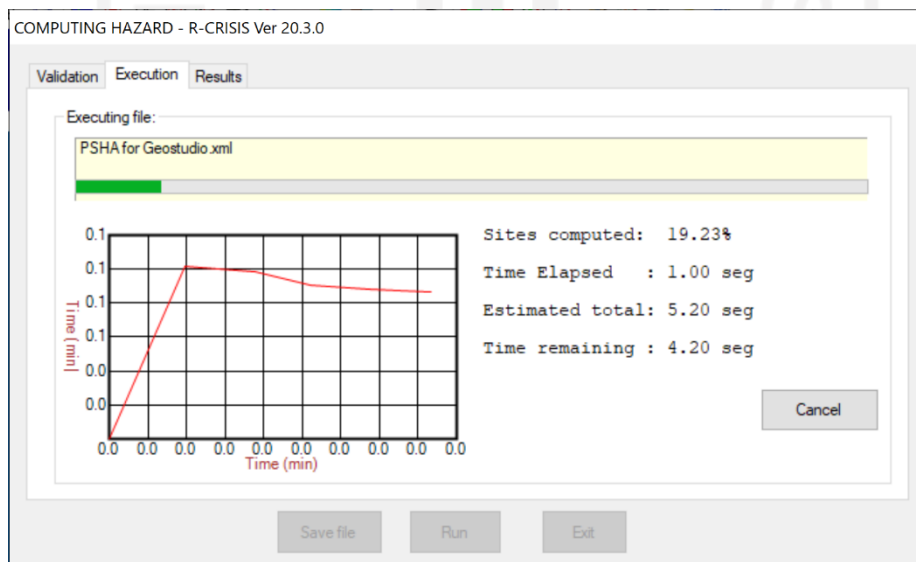 COMPUTING HAZARD - R-CRISIS Ver 20.3.0
Validation Execution Results
Executing file:
PSHA for Geostudio.xml
Sites computed: 19.23%
Time Elapsed : 1.00 seg
Estimated total: 5.20 seg
Time remaining : 4.20 seg
0.1
0.1
0.1
0.1
0.0
0.0
Time (min)
0.0 0.0 0.0 0.0 0.0 0.0 0.0 0.0 0.0 0.0
Time (min)
Cancel
Save file Run Exit